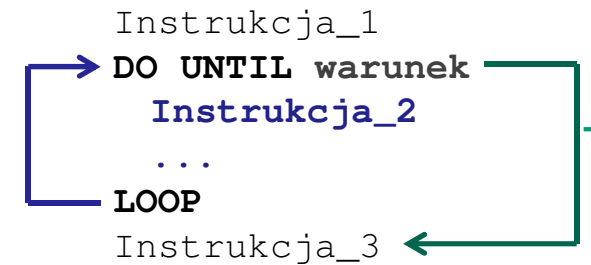 Instrukcja_1
DO UNTIL warunek
Instrukcja_2
...
LOOP
Instrukcja_3